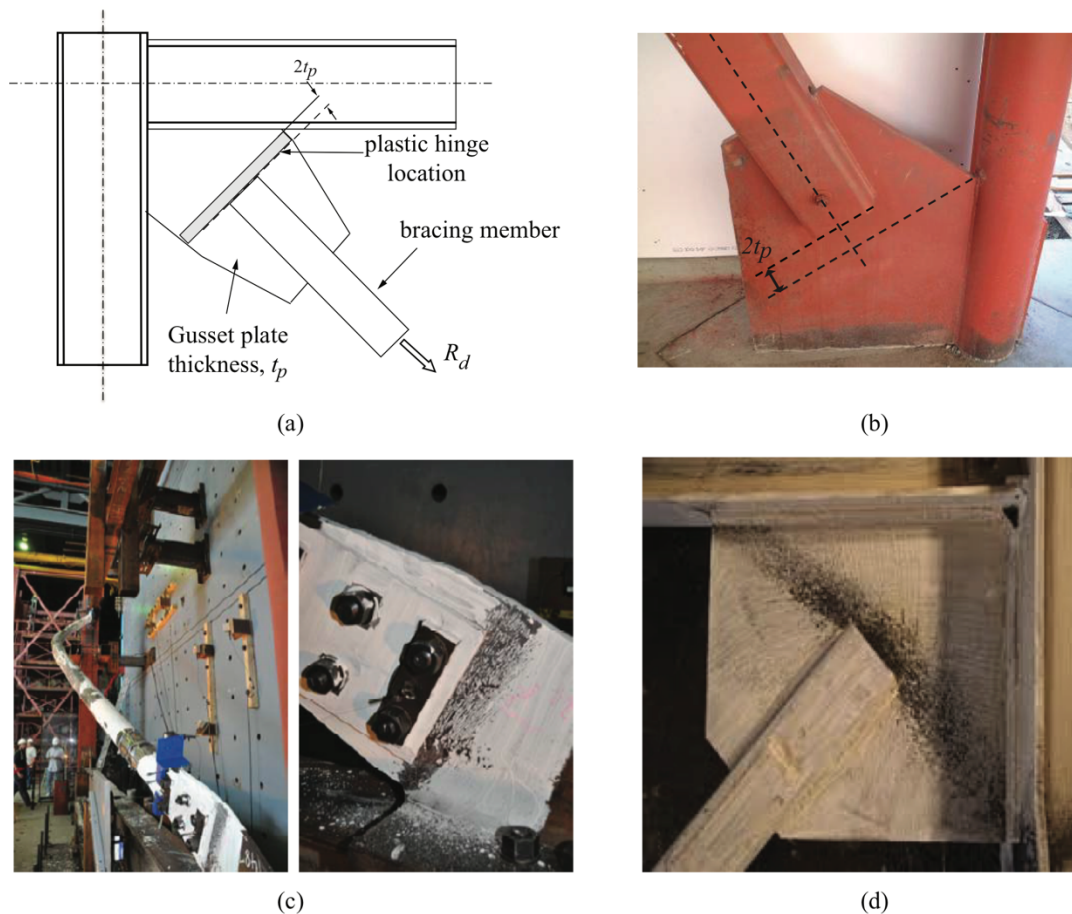 2tp
plastic hinge
location
bracing member
Gusset plate
thickness, tp
Rd
(a)
2tp
(b)
(c)
(d)